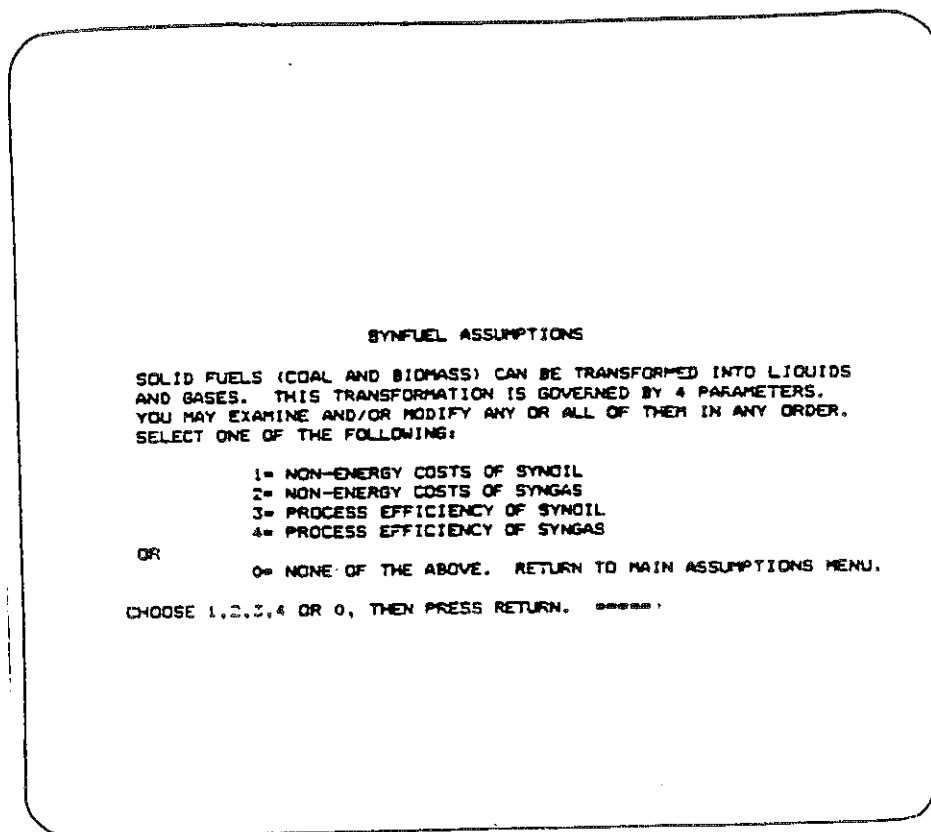 SYNFUEL ASSUMPTIONS
SOLID FUELS (COAL AND BIOMASS) CAN BE TRANSFORMED INTO LIQUIDS
AND GASES. THIS TRANSFORMATION IS GOVERNED BY 4 PARAMETERS.
YOU MAY EXAMINE AND/OR MODIFY ANY OR ALL OF THEM IN ANY ORDER.
SELECT ONE OF THE FOLLOWING:
1= NON-ENERGY COSTS OF SYNOIL
2= NON-ENERGY COSTS OF SYNGAS
3= PROCESS EFFICIENCY OF SYNOIL
4= PROCESS EFFICIENCY OF SYNGAS
OR
0= NONE OF THE ABOVE. RETURN TO MAIN ASSUMPTIONS MENU.
CHOOSE 1,2,3,4 OR 0, THEN PRESS RETURN. =====>